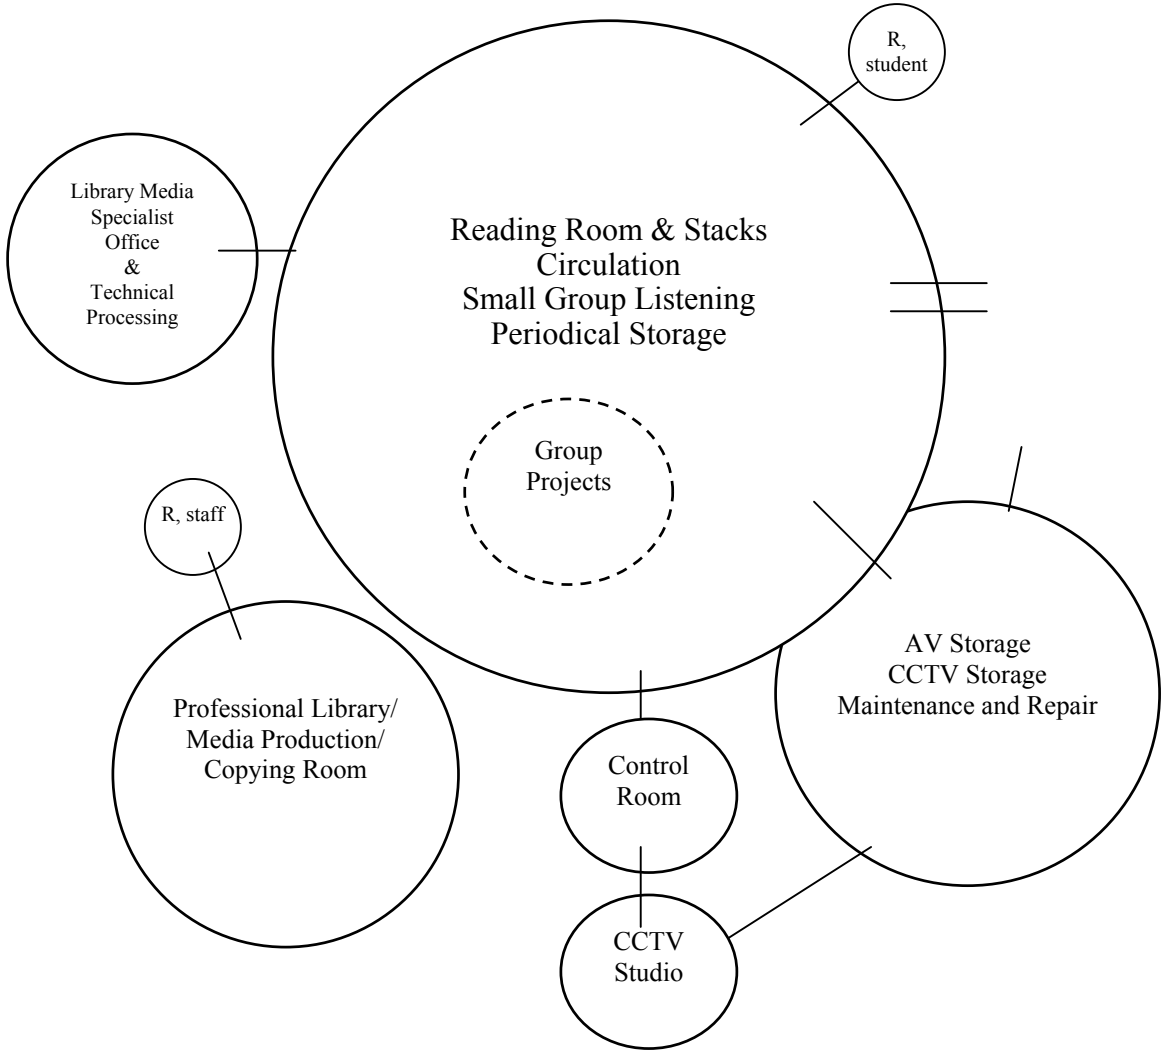 R,
student
Library Media
Specialist
Office
&
Technical
Processing
Reading Room & Stacks
Circulation
Small Group Listening
Periodical Storage
Group
Projects
R, staff
Professional Library/
Media Production/
Copying Room
AV Storage
CCTV Storage
Maintenance and Repair
Control
Room
CCTV
Studio